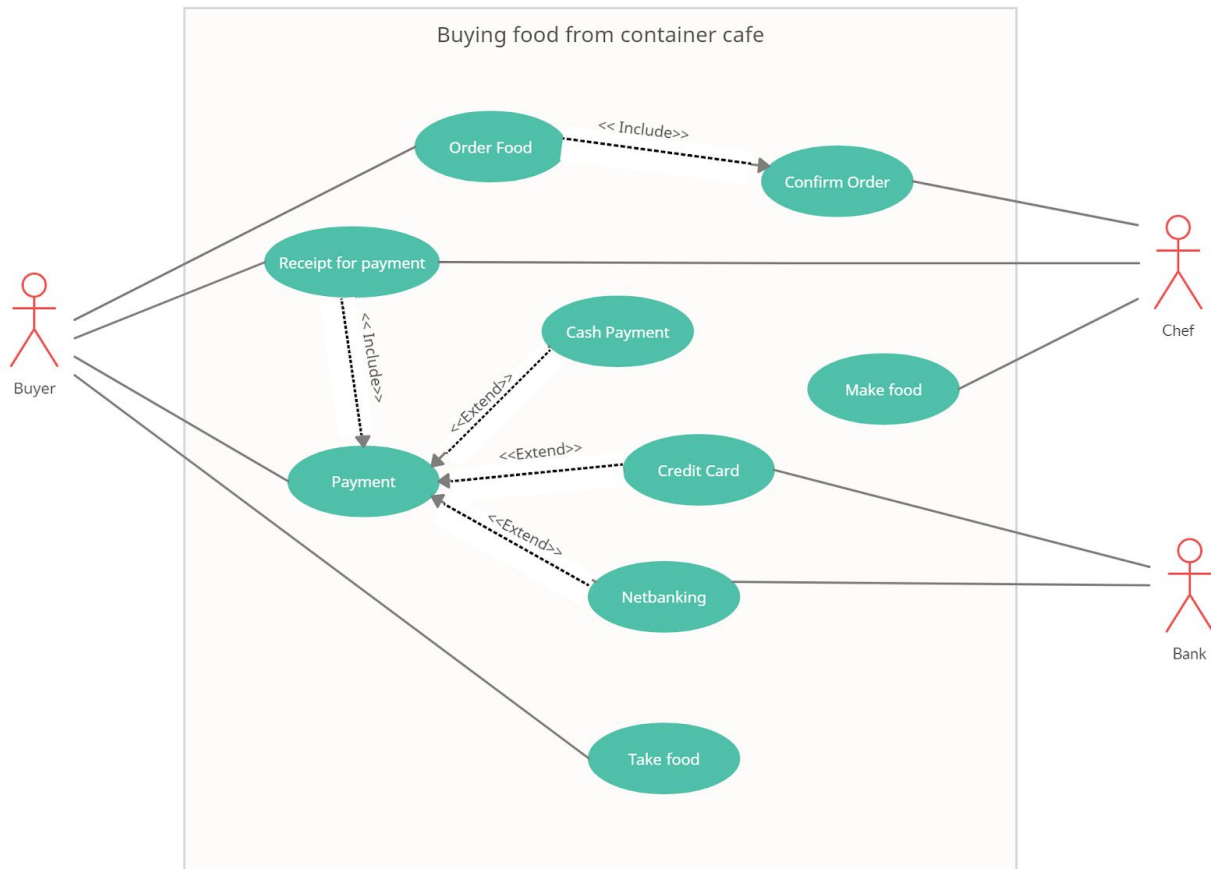 Buying food from container cafe
Order Food
<< Include>>
Confirm Order
Receipt for payment
<< Include>>
Cash Payment
<<Extend>>
Make food
Chef
Buyer
Payment
<<Extend>>
Credit Card
<<Extend>>
Netbanking
Bank
Take food